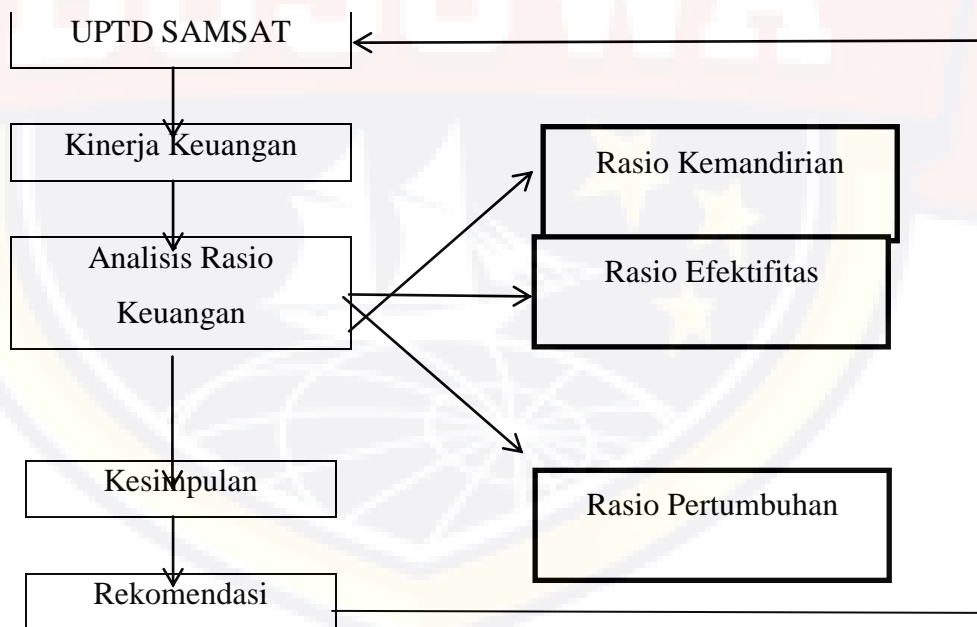 UPTD SAMSAT
Kinerja Keuangan
Rasio Kemandirian
Analisis Rasio
Keuangan
Rasio Efektifitas
Kesimpulan
Rasio Pertumbuhan
Rekomendasi